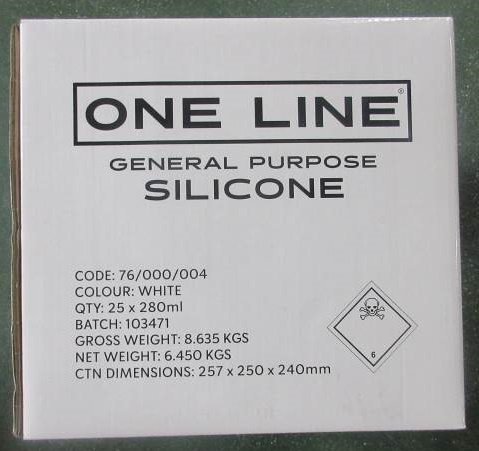 ONE LINE®
GENERAL PURPOSE
SILICONE
CODE: 76/000/004
COLOUR: WHITE
QTY: 25 x 280ml
BATCH: 103471
GROSS WEIGHT: 8.635 KGS
NET WEIGHT: 6.450 KGS
CTN DIMENSIONS: 257 x 250 x 240mm
6